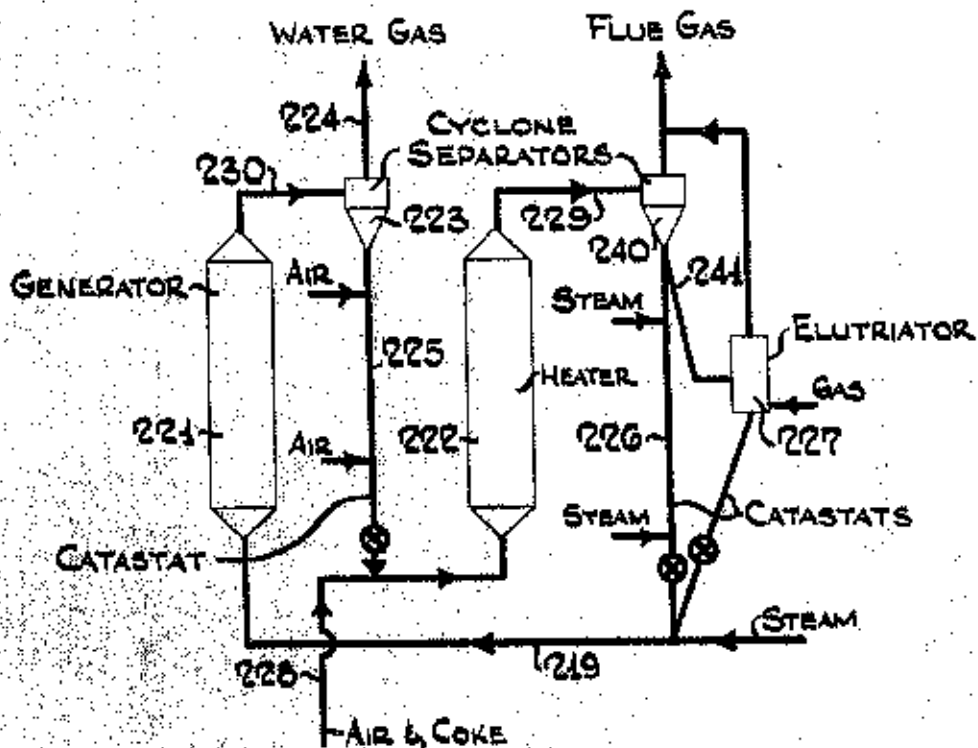 WATER GAS
FLUE GAS
224
CYCLONE
SEPARATORS
230
229
223
240
241
GENERATOR
AIR
STEAM
ELUTRIATOR
225
HEATER
GAS
221
222
226
227
AIR
STEAM
CATASTATS
CATASTAT
STEAM
228
219
AIR & COKE